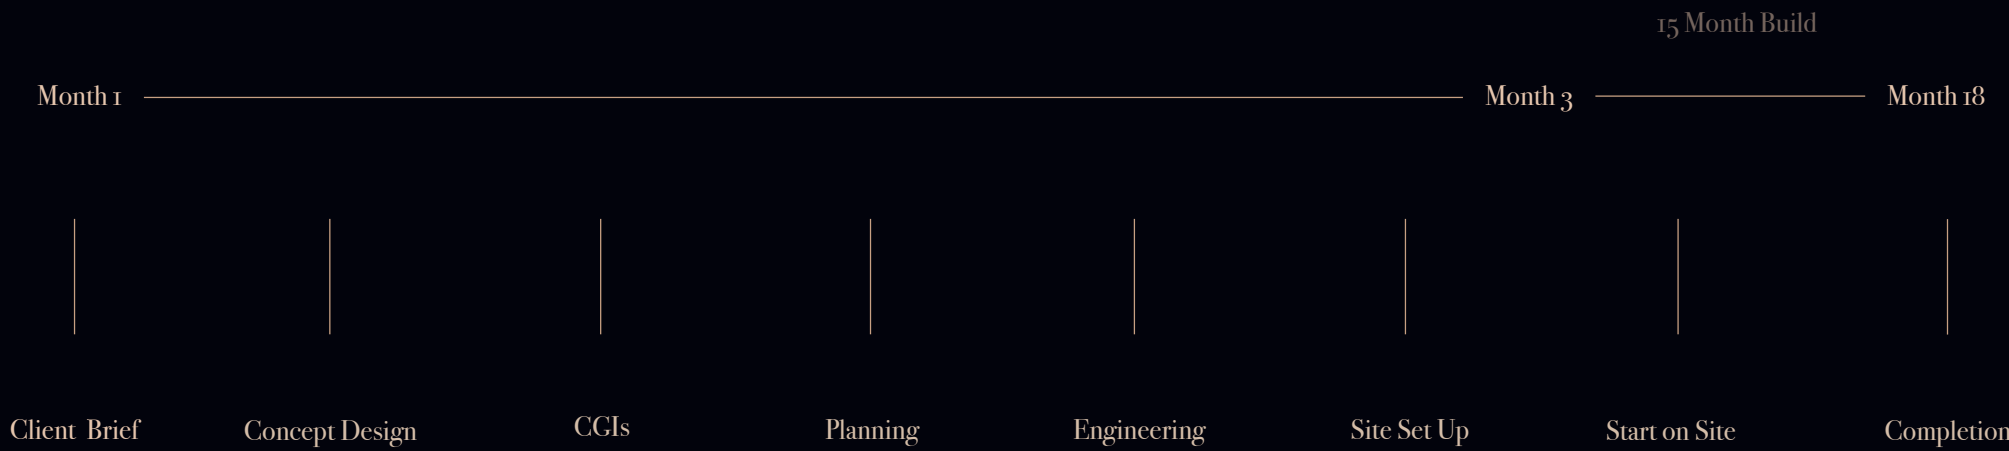 15 Month Build
Month 1
Month 3
Month 18
Client Brief
Concept Design
CGIs
Planning
Engineering
Site Set Up
Start on Site
Completion